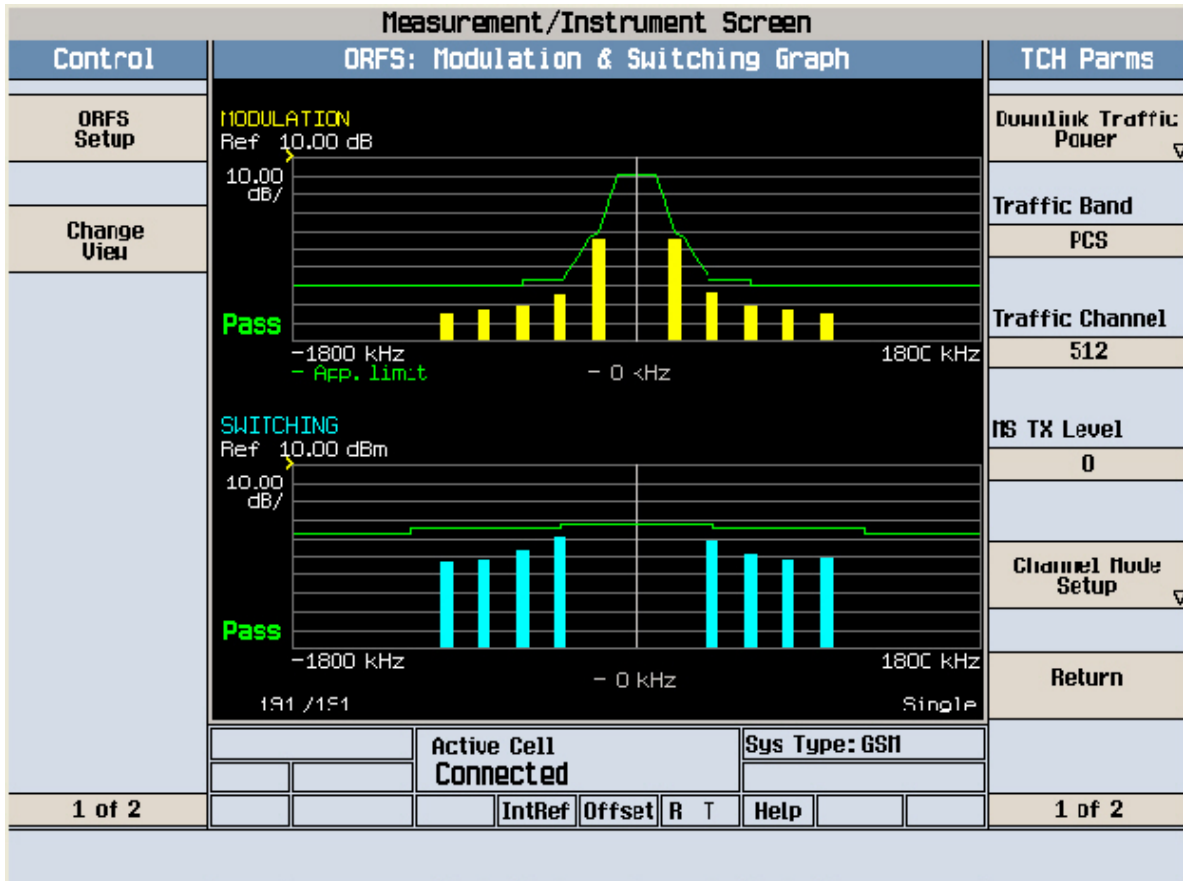 Measurement/Instrument Screen
Control
ORFS: Modulation & Switching Graph
TCH Parms
ORFS
Setup
Change
View
1 of 2
MODULATION
Ref 10.00 dB
10.00
dB/
Pass
-1800 kHz
1800 kHz
- App. limit
- 0 kHz
SWITCHING
Ref 10.00 dBm
10.00
dB/
Pass
-1800 kHz
1800 kHz
- 0 kHz
Single
Active Cell
Connected
Sys Type: GSM
IntRef
Offset
R T
Help
Downlink Traffic
Power
Traffic Band
PCS
Traffic Channel
512
MS TX Level
0
Channel Mode
Setup
Return
1 of 2